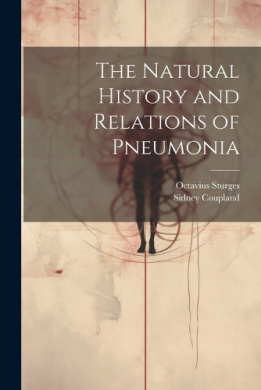 The Natural
History and
Relations of
Pneumonia
Octavius Sturges
Sidney Coupland